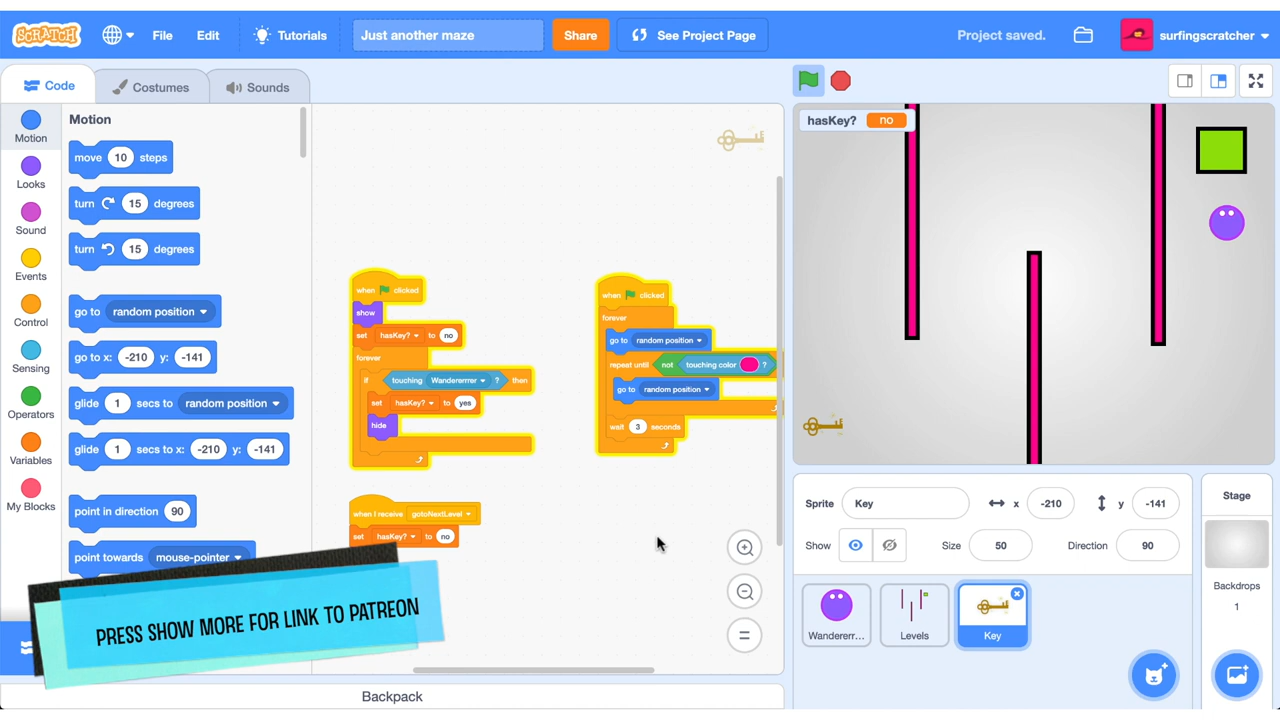 SCRATCH File Edit Tutorials Just another maze Share See Project Page Project saved. surfingscratcher
Code Costumes Sounds
Motion
Looks
Sound
Events
Control
Sensing
Operators
Variables
My Blocks
Motion
move 10 steps
turn 15 degrees
turn 15 degrees
go to random position
go to x: -210 y: -141
glide 1 secs to random position
glide 1 secs to x: -210 y: -141
point in direction 90
point towards mouse-pointer
when clicked
show
set hasKey? to no
forever
if touching Wandererrrer ? then
set hasKey? to yes
hide
when I receive gotoNextLevel
set hasKey? to no
when clicked
forever
go to random position
repeat until not touching color ?
go to random position
wait 3 seconds
PRESS SHOW MORE FOR LINK TO PATREON
Backpack
hasKey? no
Sprite Key x -210 y -141
Show Size 50 Direction 90
Wandererr... Levels Key
Stage
Backdrops
1